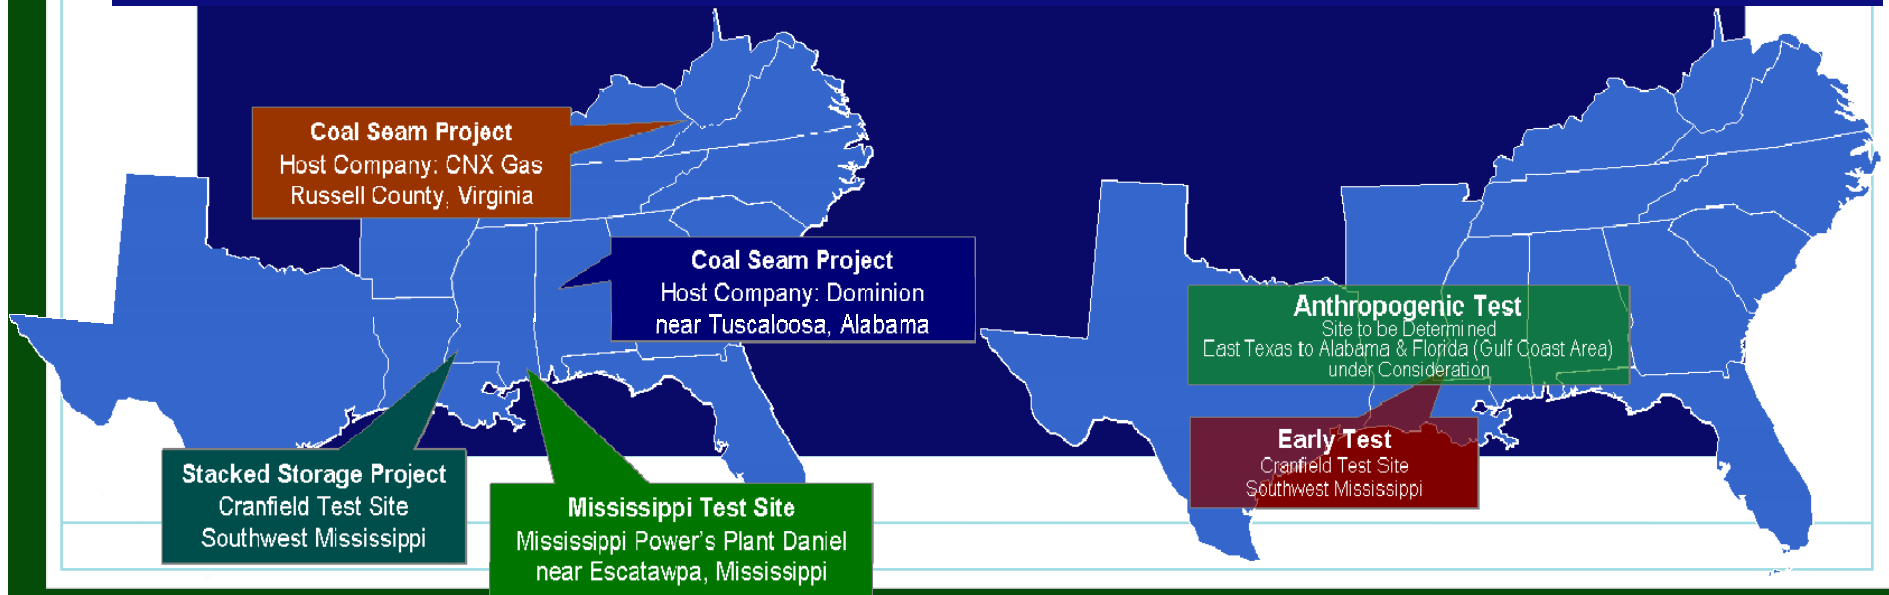 Coal Seam Project
Host Company: CNX Gas
Russell County, Virginia
Coal Seam Project
Host Company: Dominion
near Tuscaloosa, Alabama
Stacked Storage Project
Cranfield Test Site
Southwest Mississippi
Mississippi Test Site
Mississippi Power's Plant Daniel
near Escatawpa, Mississippi
Anthropogenic Test
Site to be Determined
East Texas to Alabama & Florida (Gulf Coast Area)
under Consideration
Early Test
Cranfield Test Site
Southwest Mississippi